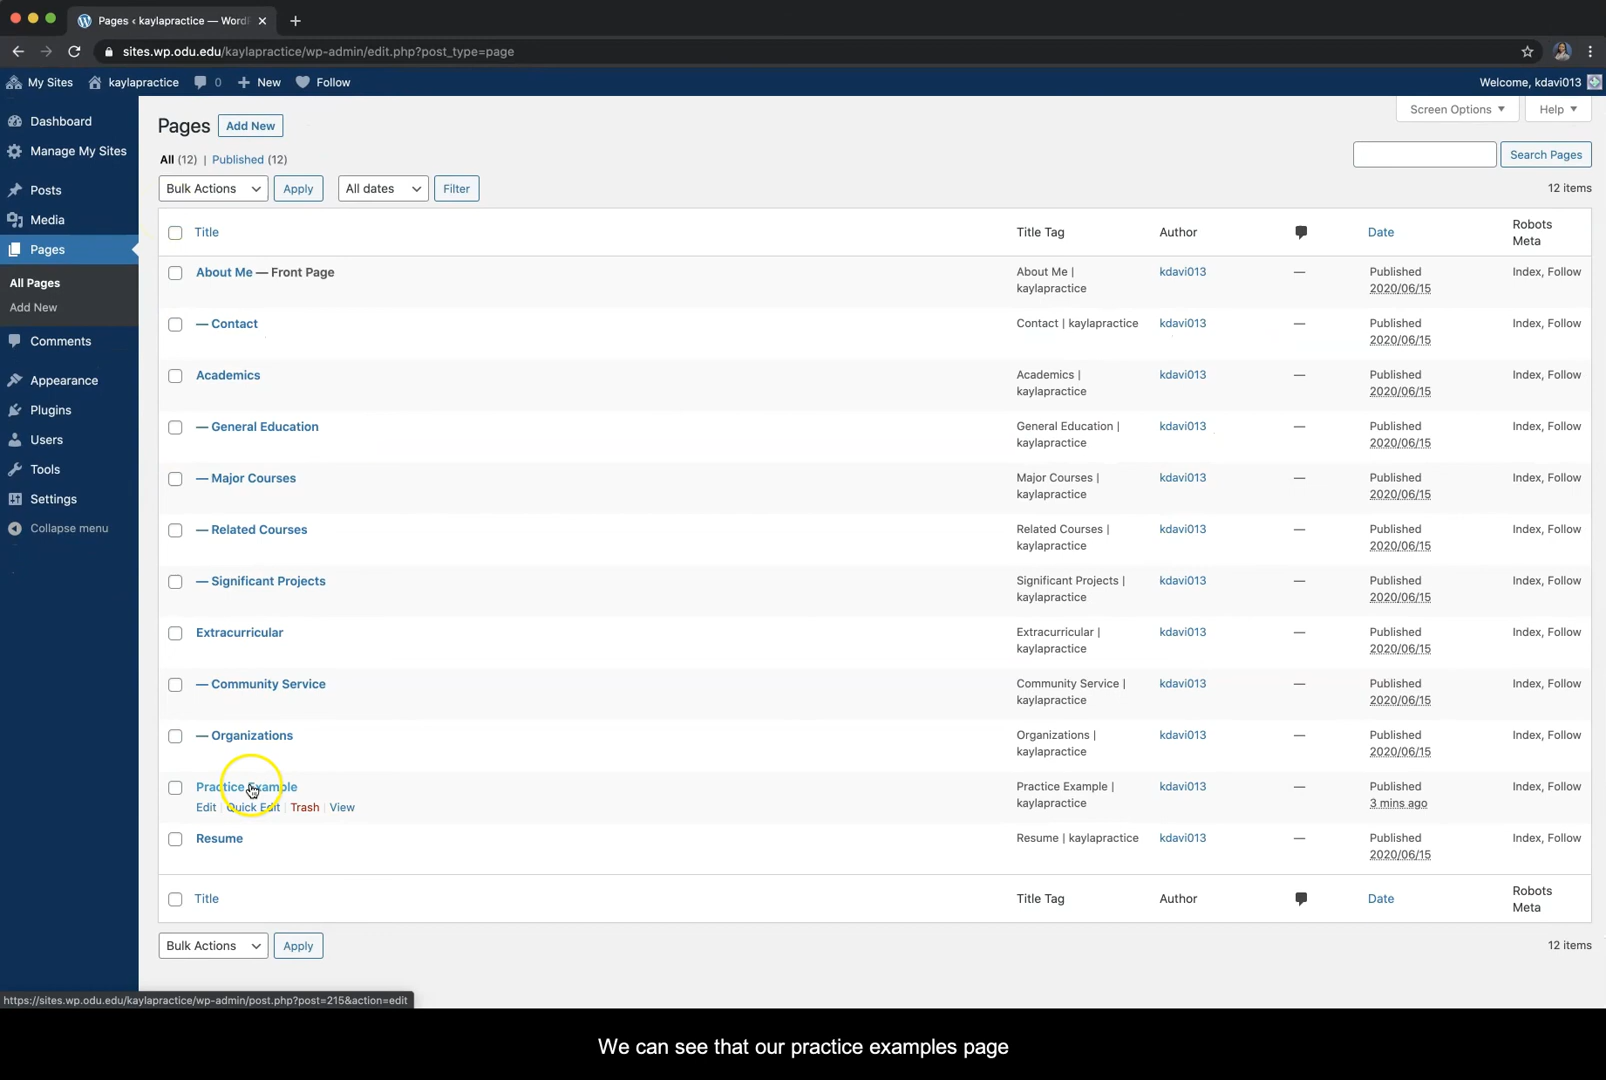 Pages ‹ kaylapractice — WordP
sites.wp.odu.edu/kaylapractice/wp-admin/edit.php?post_type=page
My Sites kaylapractice 0 New Follow Welcome, kdavi013
Dashboard
Manage My Sites
Posts
Media
Pages
All Pages
Add New
Comments
Appearance
Plugins
Users
Tools
Settings
Collapse menu
Screen Options Help
Pages Add New
All (12) | Published (12)
Search Pages
Bulk Actions Apply All dates Filter 12 items
Title Title Tag Author Date Robots Meta
About Me — Front Page About Me | kdavi013 — Published Index, Follow
kaylapractice 2020/06/15
— Contact Contact | kaylapractice kdavi013 — Published Index, Follow
2020/06/15
Academics Academics | kdavi013 — Published Index, Follow
kaylapractice 2020/06/15
— General Education General Education | kdavi013 — Published Index, Follow
kaylapractice 2020/06/15
— Major Courses Major Courses | kdavi013 — Published Index, Follow
kaylapractice 2020/06/15
— Related Courses Related Courses | kdavi013 — Published Index, Follow
kaylapractice 2020/06/15
— Significant Projects Significant Projects | kdavi013 — Published Index, Follow
kaylapractice 2020/06/15
Extracurricular Extracurricular | kdavi013 — Published Index, Follow
kaylapractice 2020/06/15
— Community Service Community Service | kdavi013 — Published Index, Follow
kaylapractice 2020/06/15
— Organizations Organizations | kdavi013 — Published Index, Follow
kaylapractice 2020/06/15
Practice Example Practice Example | kdavi013 — Published Index, Follow
Edit | Quick Edit | Trash | View kaylapractice 3 mins ago
Resume Resume | kaylapractice kdavi013 — Published Index, Follow
2020/06/15
Title Title Tag Author Date Robots Meta
Bulk Actions Apply 12 items
https://sites.wp.odu.edu/kaylapractice/wp-admin/post.php?post=215&action=edit
We can see that our practice examples page